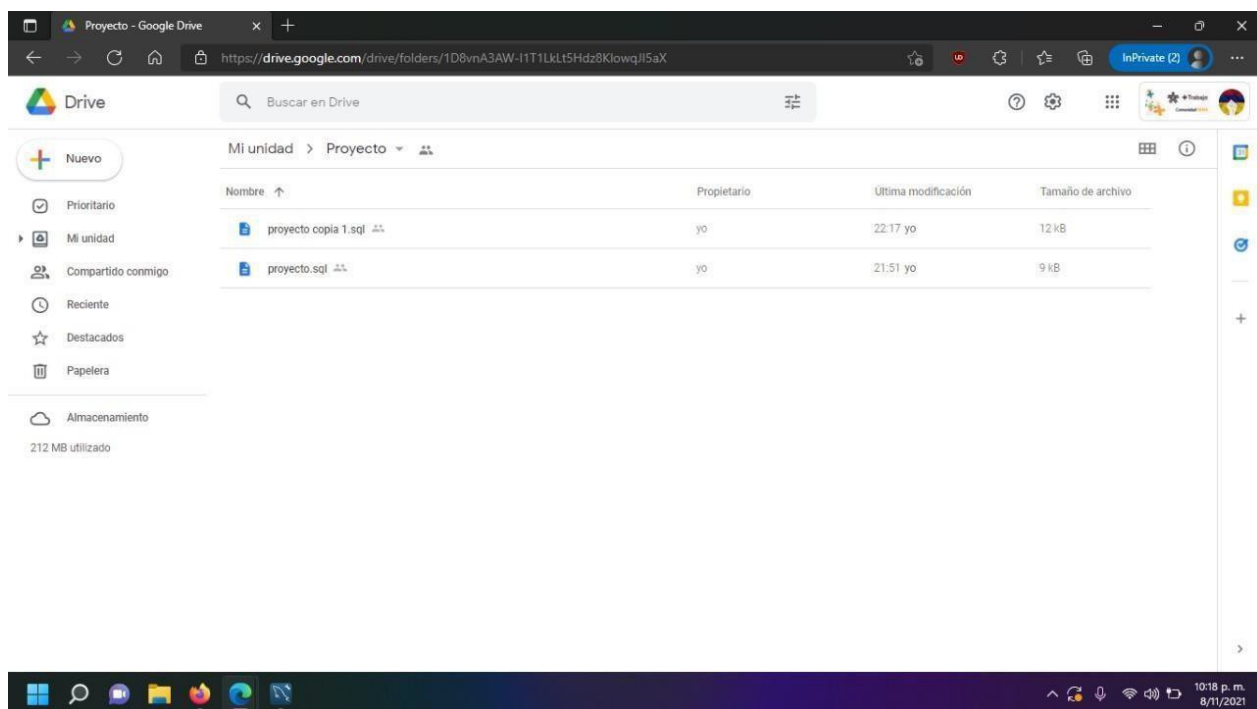 Proyecto - Google Drive
https://drive.google.com/drive/folders/1D8vnA3AW-I1T1LkLt5Hdz8KIowqJI5aX
InPrivate (2)
Drive
Buscar en Drive
+Trabajo
Nuevo
Mi unidad > Proyecto
Nombre Propietario Última modificación Tamaño de archivo
Prioritario
proyecto copia 1.sql yo 22:17 yo 12 kB
Mi unidad
proyecto.sql yo 21:51 yo 9 kB
Compartido conmigo
Reciente
Destacados
Papelera
Almacenamiento
212 MB utilizado
10:18 p. m.
8/11/2021